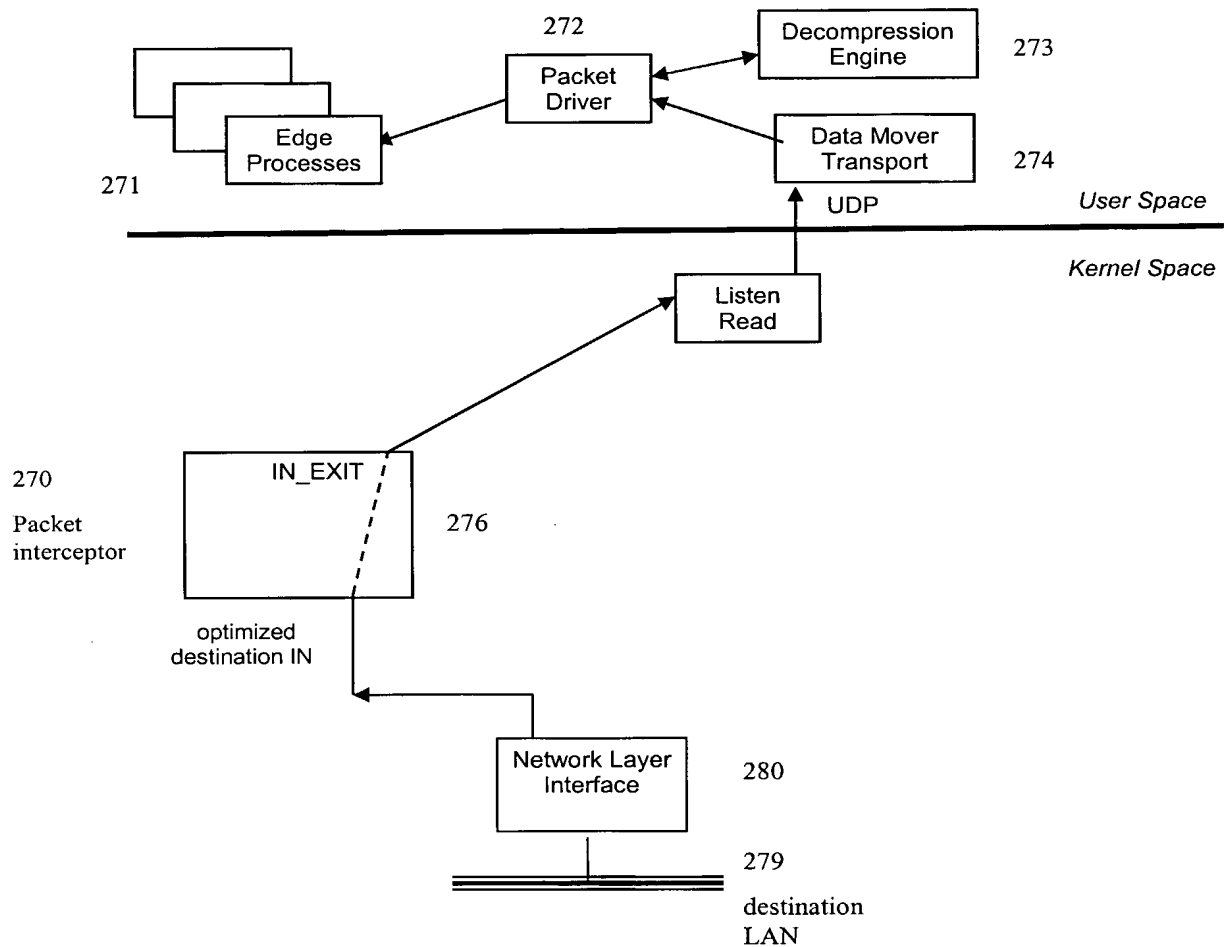 272
Decompression
Engine
273
Packet
Driver
Edge
Processes
Data Mover
Transport
274
271
UDP
User Space
Kernel Space
Listen
Read
270
Packet
interceptor
IN_EXIT
276
optimized
destination IN
Network Layer
Interface
280
279
destination
LAN